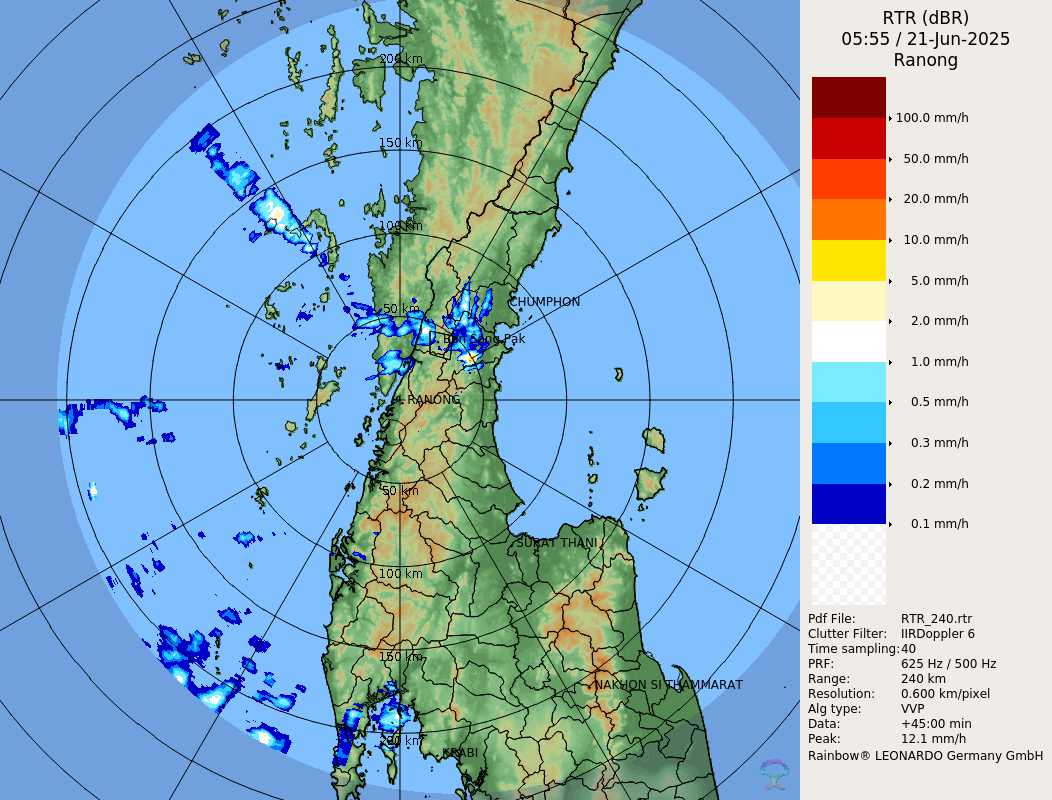 RTR (dBR)
05:55 / 21-Jun-2025
Ranong
100.0 mm/h
50.0 mm/h
20.0 mm/h
10.0 mm/h
5.0 mm/h
2.0 mm/h
1.0 mm/h
0.5 mm/h
0.3 mm/h
0.2 mm/h
0.1 mm/h
Pdf File: RTR_240.rtr
Clutter Filter: IIRDoppler 6
Time sampling:40
PRF: 625 Hz / 500 Hz
Range: 240 km
Resolution: 0.600 km/pixel
Alg type: VVP
Data: +45:00 min
Peak: 12.1 mm/h
Rainbow® LEONARDO Germany GmbH
200 km
150 km
100 km
50 km
CHUMPHON
RANONG
50 km
SURAT THANI
100 km
150 km
NAKHON SI THAMMARAT
200 km
KRABI